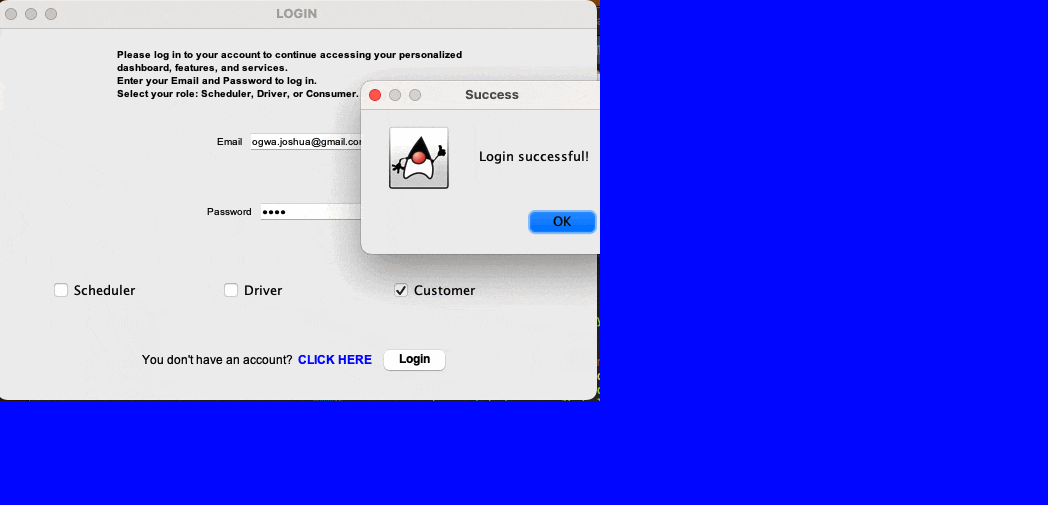 LOGIN
Please log in to your account to continue accessing your personalized
dashboard, features, and services.
Enter your Email and Password to log in.
Select your role: Scheduler, Driver, or Consumer.
Success
Login successful!
OK
Email ogwa.joshua@gmail.co
Password
Scheduler Driver Customer
You don't have an account? CLICK HERE Login